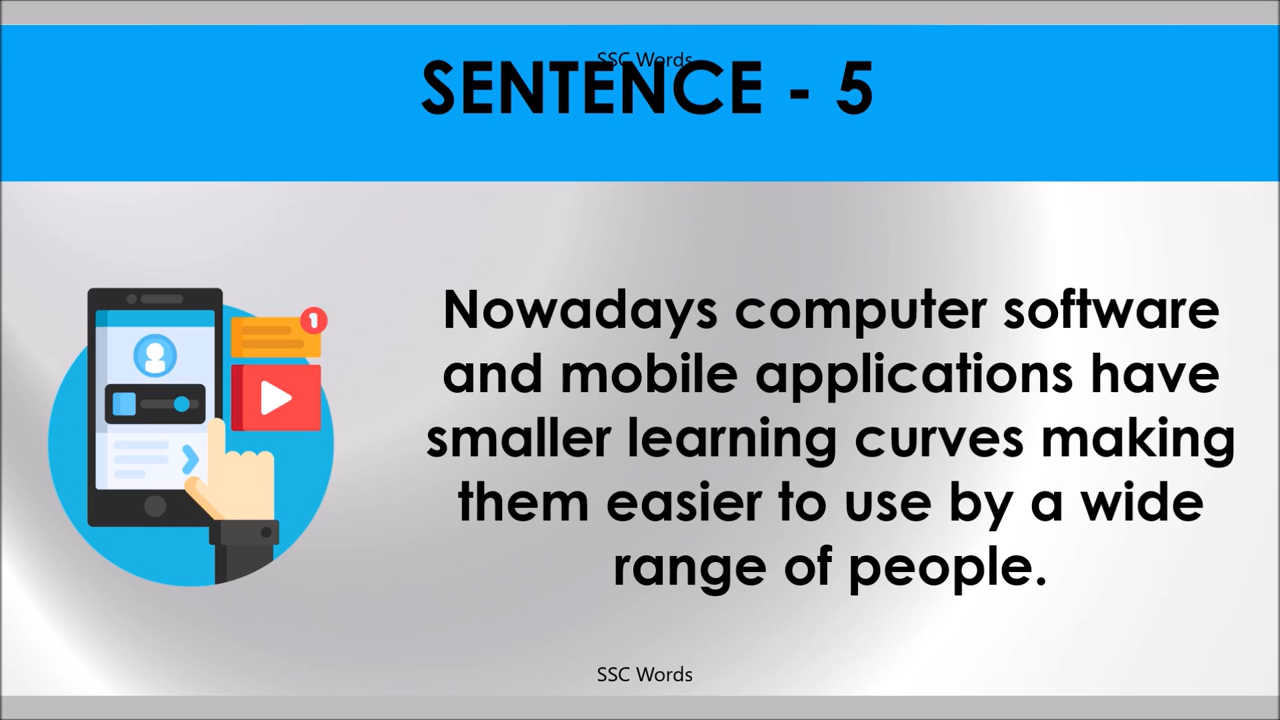 SSC Words
SENTENCE - 5
Nowadays computer software
and mobile applications have
smaller learning curves making
them easier to use by a wide
range of people.
1
SSC Words